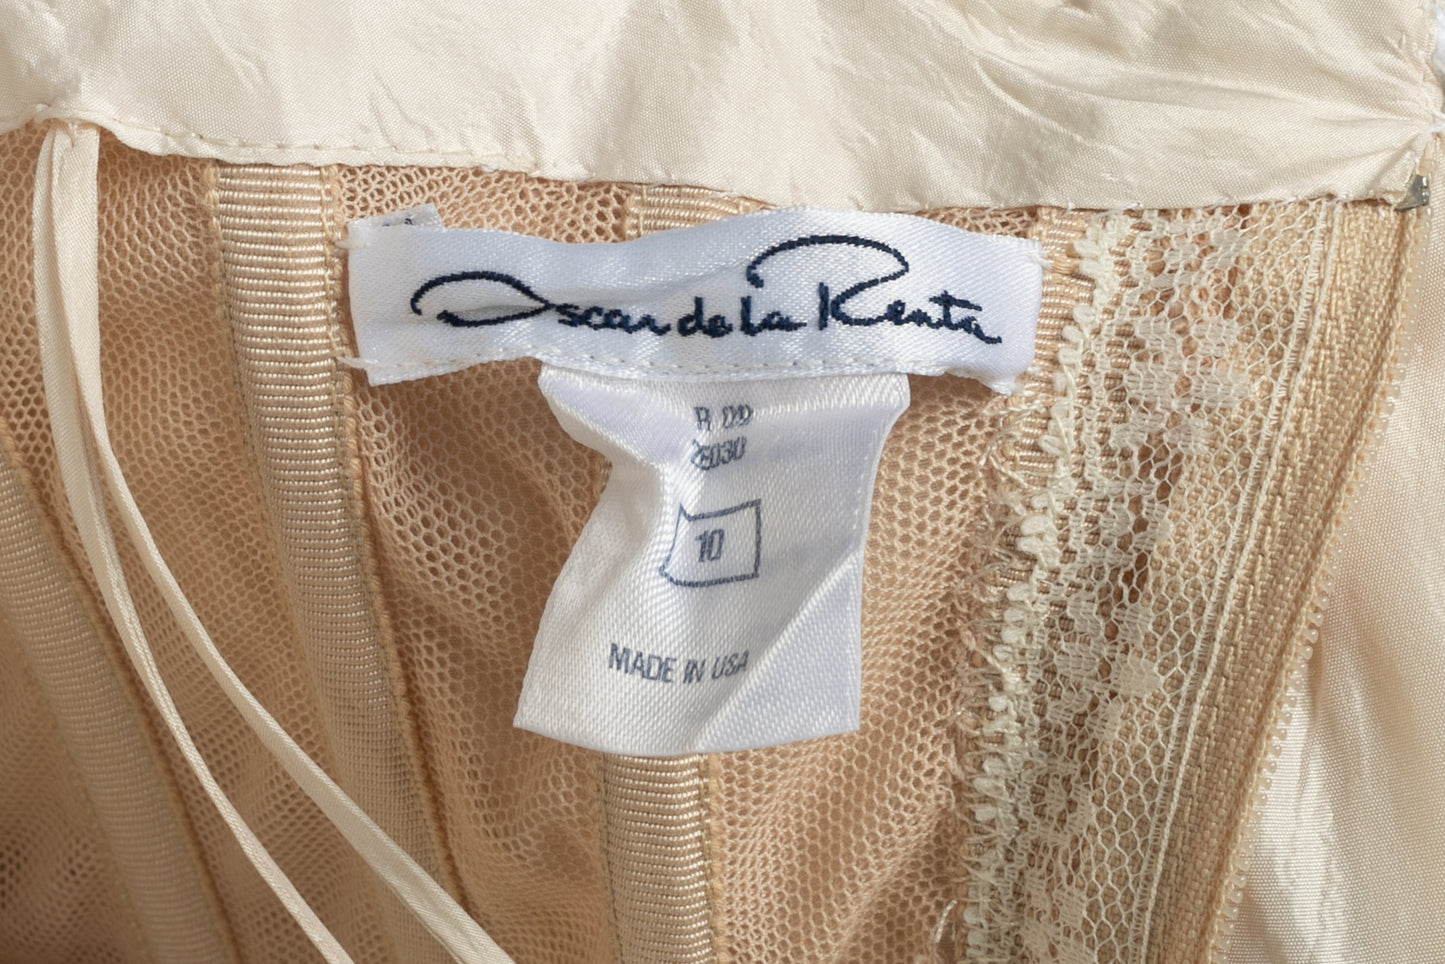 Oscar de la Renta
R 09
10
MADE IN USA